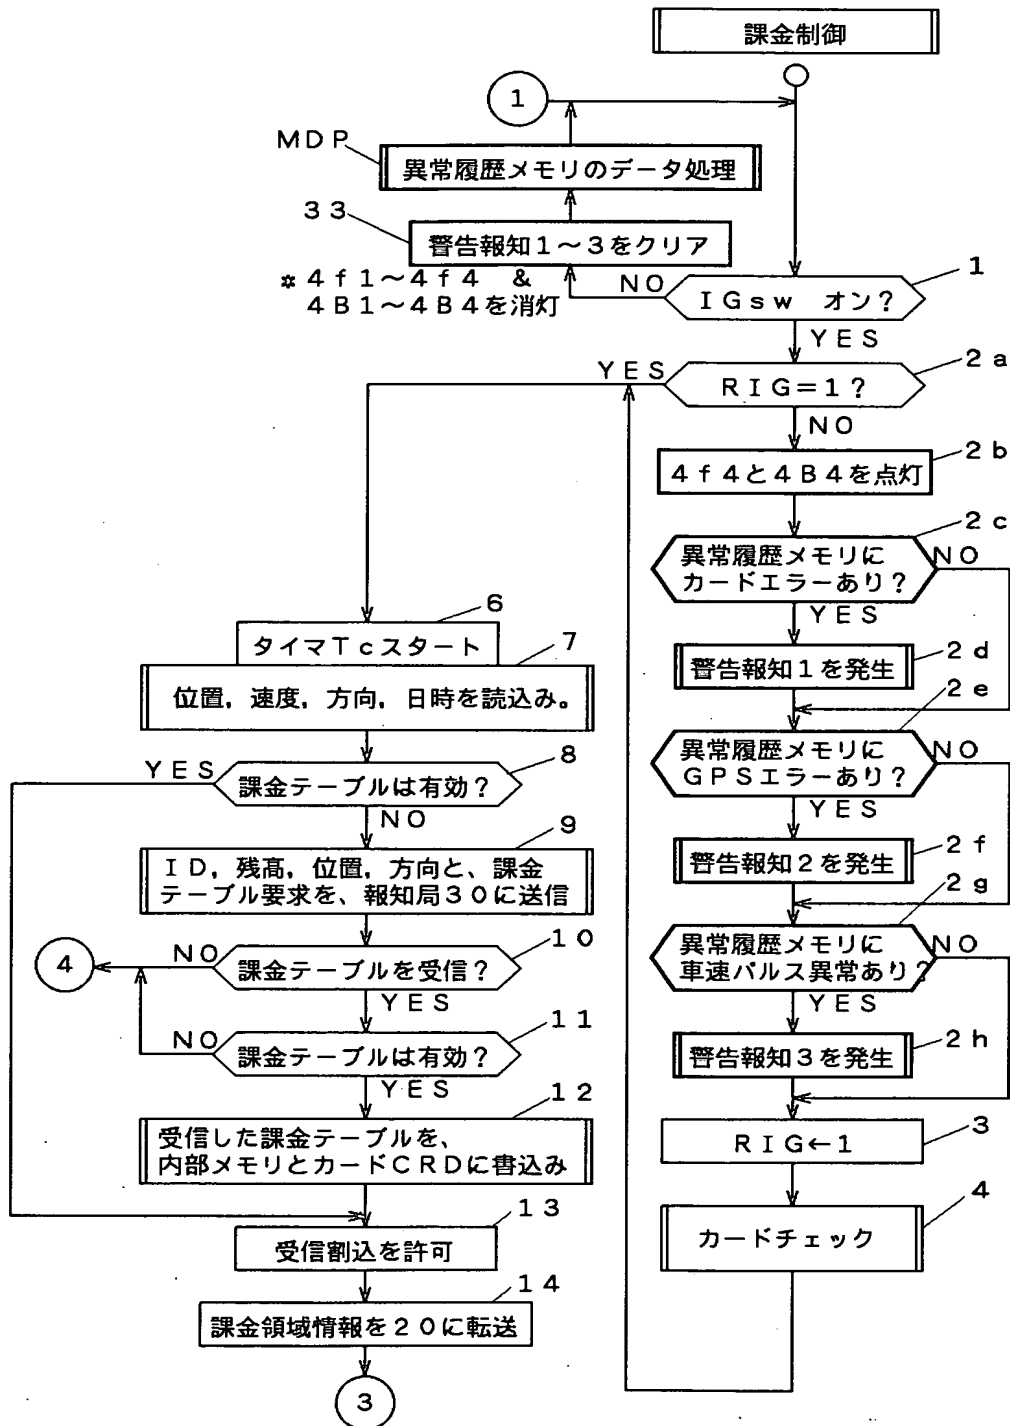 課金制御
1
MDP
異常履歴メモリのデータ処理
33
警告報知1～3をクリア
＊4f1～4f4 &
4B1～4B4を消灯
NO
1
IGsw オン？
YES
2a
YES
RIG=1？
NO
2b
4f4と4B4を点灯
2c
異常履歴メモリに
カードエラーあり？
NO
YES
2d
警告報知1を発生
2e
異常履歴メモリに
GPSエラーあり？
NO
YES
2f
警告報知2を発生
2g
異常履歴メモリに
車速パルス異常あり？
NO
YES
2h
警告報知3を発生
3
RIG←1
4
カードチェック
6
タイマTcスタート
7
位置，速度，方向，日時を読込み。
8
YES
課金テーブルは有効？
NO
9
ID，残高，位置，方向と、課金
テーブル要求を、報知局30に送信
10
4
NO
課金テーブルを受信？
YES
11
NO
課金テーブルは有効？
YES
12
受信した課金テーブルを、
内部メモリとカードCRDに書込み
13
受信割込を許可
14
課金領域情報を20に転送
3